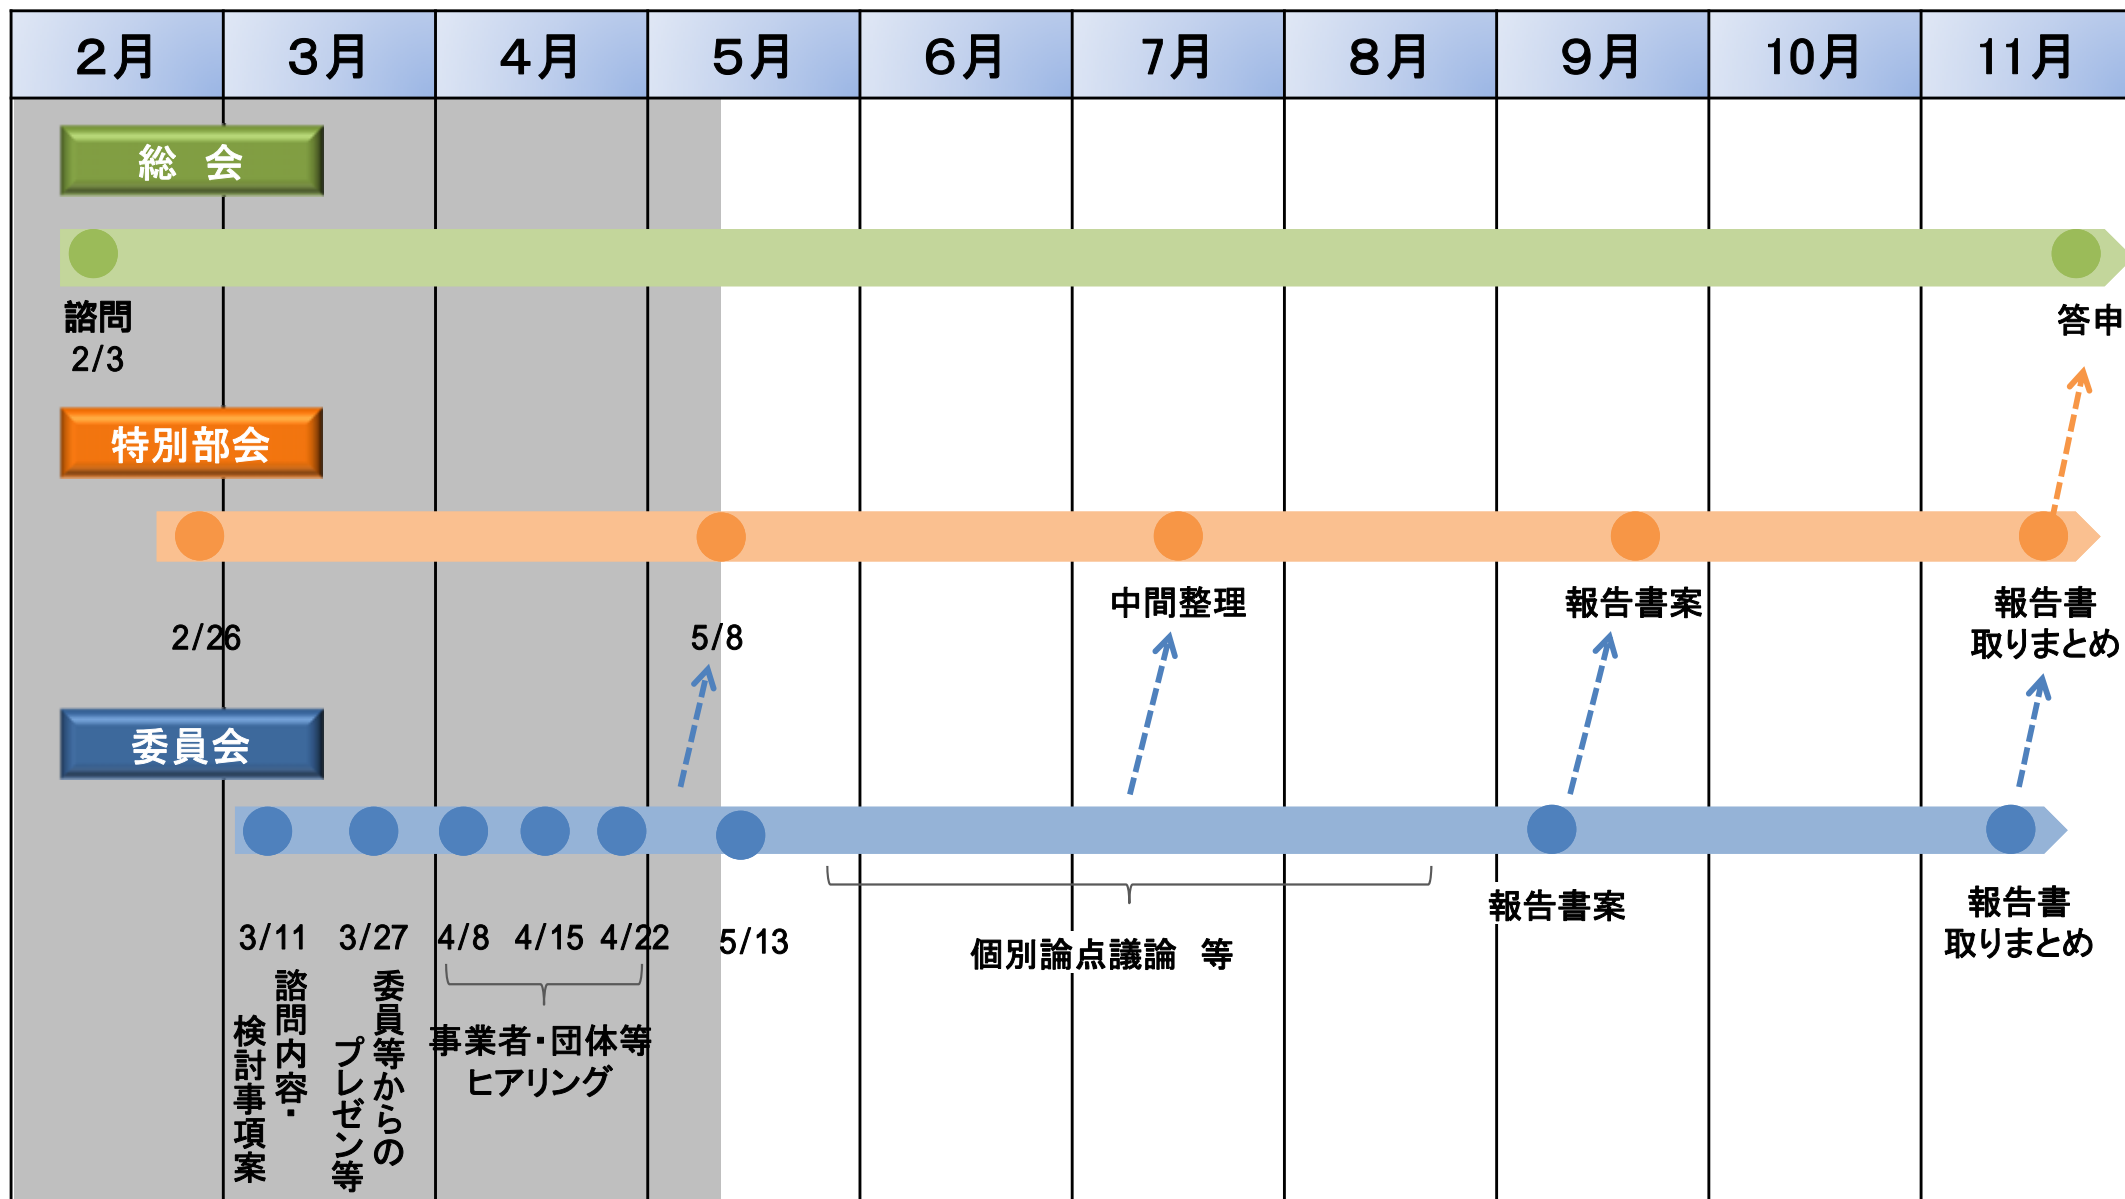 2月
3月
4月
5月
6月
7月
8月
9月
10月
11月
総　会
諮問
2/3
答申
特別部会
2/26
5/8
中間整理
報告書案
報告書
取りまとめ
委員会
3/11
諮問内容・
検討事項案
3/27
委員等からの
プレゼン等
4/8
4/15
4/22
事業者・団体等
ヒアリング
5/13
個別論点議論　等
報告書案
報告書
取りまとめ